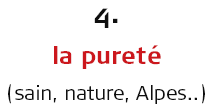 4.
la pureté
(sain, nature, Alpes..)